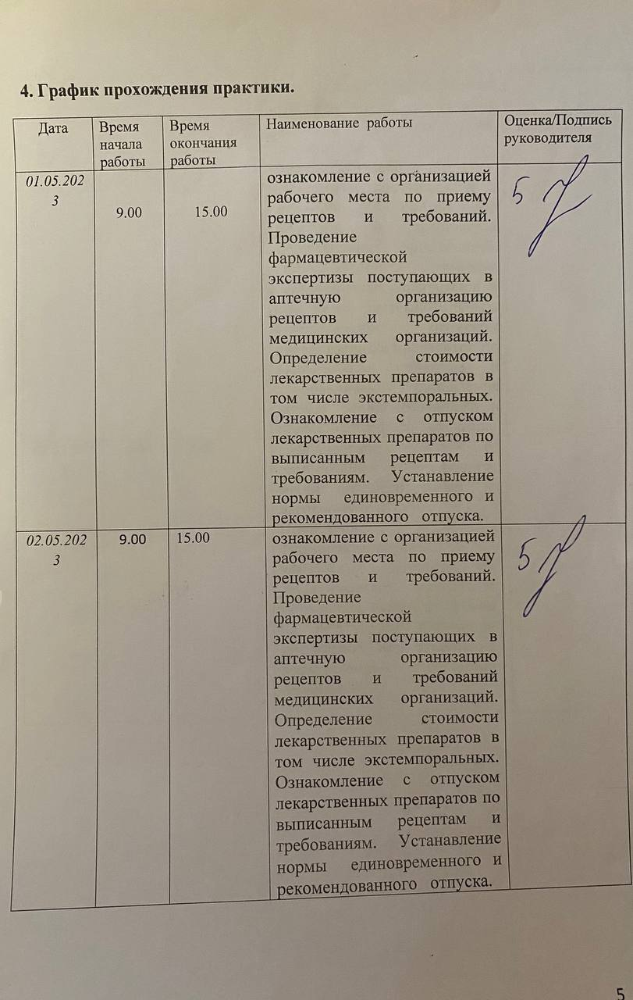 4. График прохождения практики.
Дата
Время
начала
работы
Время
окончания
работы
Наименование работы
Оценка/Подпись
руководителя
01.05.202
3
9.00
15.00
ознакомление с организацией
рабочего места по приему
рецептов и требований.
Проведение
фармацевтической
экспертизы поступающих в
аптечную организацию
рецептов и требований
медицинских организаций.
Определение стоимости
лекарственных препаратов в
том числе экстемпоральных.
Ознакомление с отпуском
лекарственных препаратов по
выписанным рецептам и
требованиям. Устанавление
нормы единовременного и
рекомендованного отпуска.
5
02.05.202
3
9.00
15.00
ознакомление с организацией
рабочего места по приему
рецептов и требований.
Проведение
фармацевтической
экспертизы поступающих в
аптечную организацию
рецептов и требований
медицинских организаций.
Определение стоимости
лекарственных препаратов в
том числе экстемпоральных.
Ознакомление с отпуском
лекарственных препаратов по
выписанным рецептам и
требованиям. Устанавление
нормы единовременного и
рекомендованного отпуска.
5
5